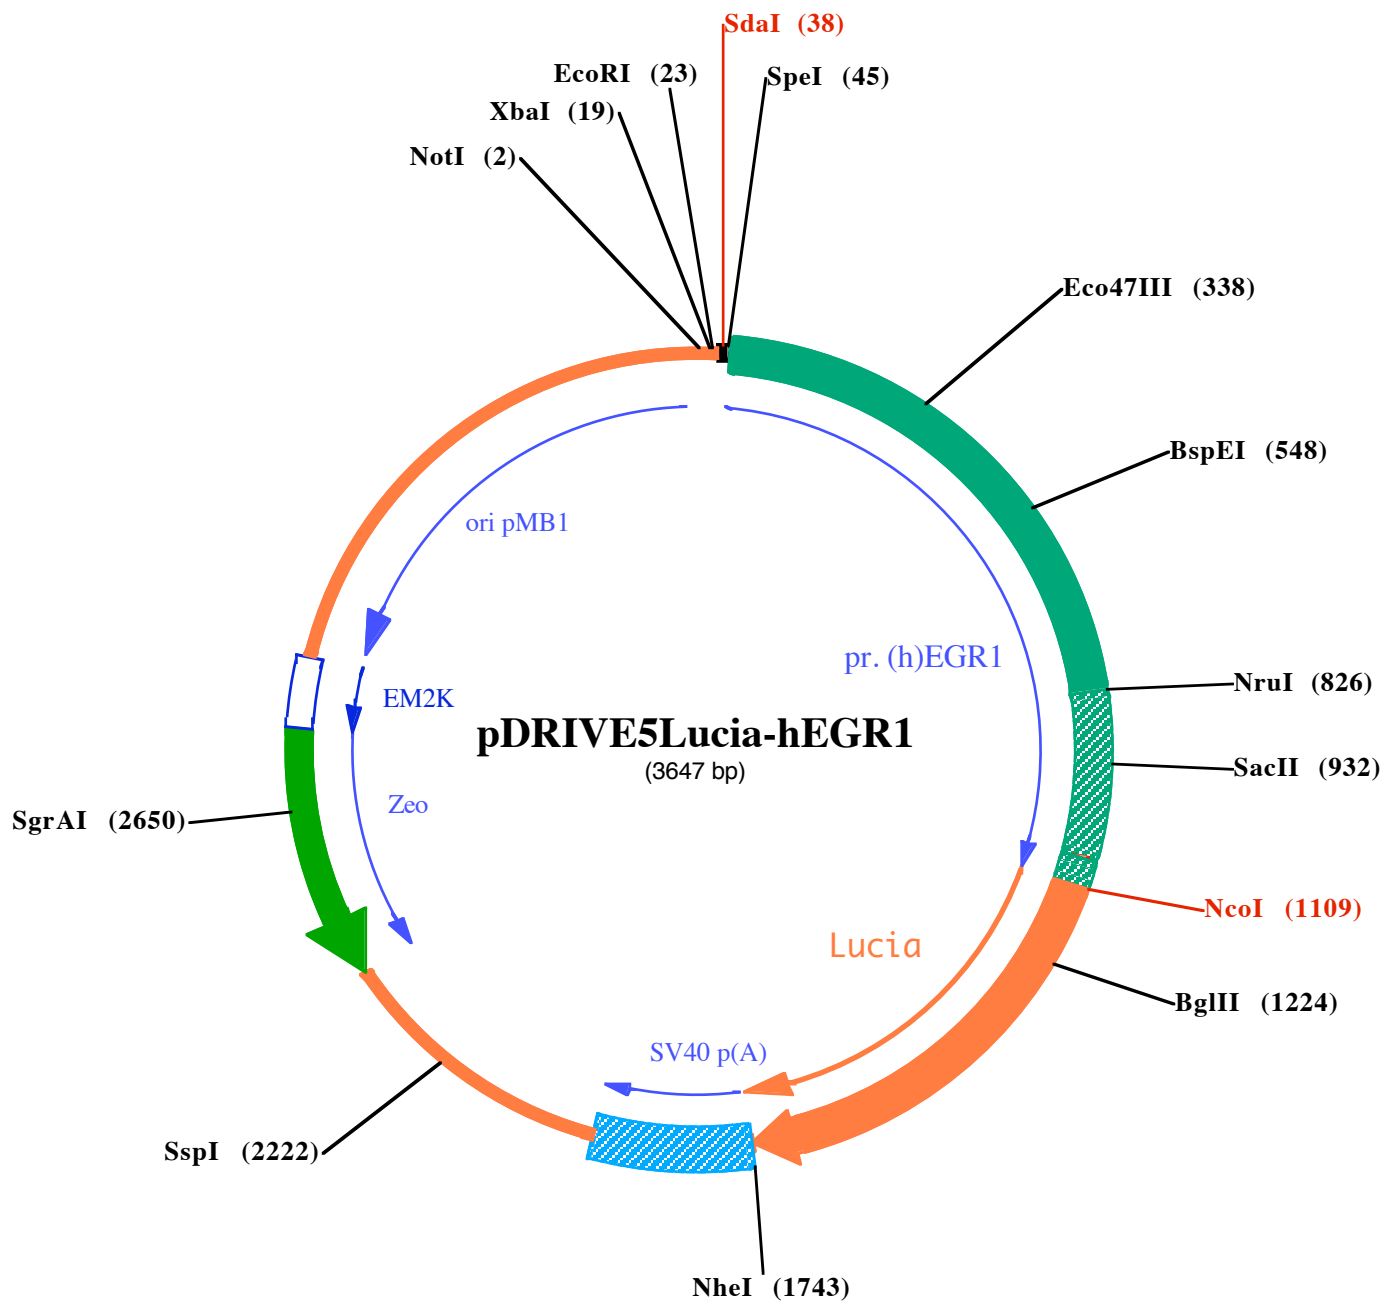 SdaI (38)
EcoRI (23)
SpeI (45)
XbaI (19)
NotI (2)
Eco47III (338)
BspEI (548)
ori pMB1
pr. (h)EGR1
NruI (826)
EM2K
pDRIVE5Lucia-hEGR1
(3647 bp)
SacII (932)
Zeo
SgrAI (2650)
NcoI (1109)
Lucia
BglII (1224)
SV40 p(A)
SspI (2222)
NheI (1743)